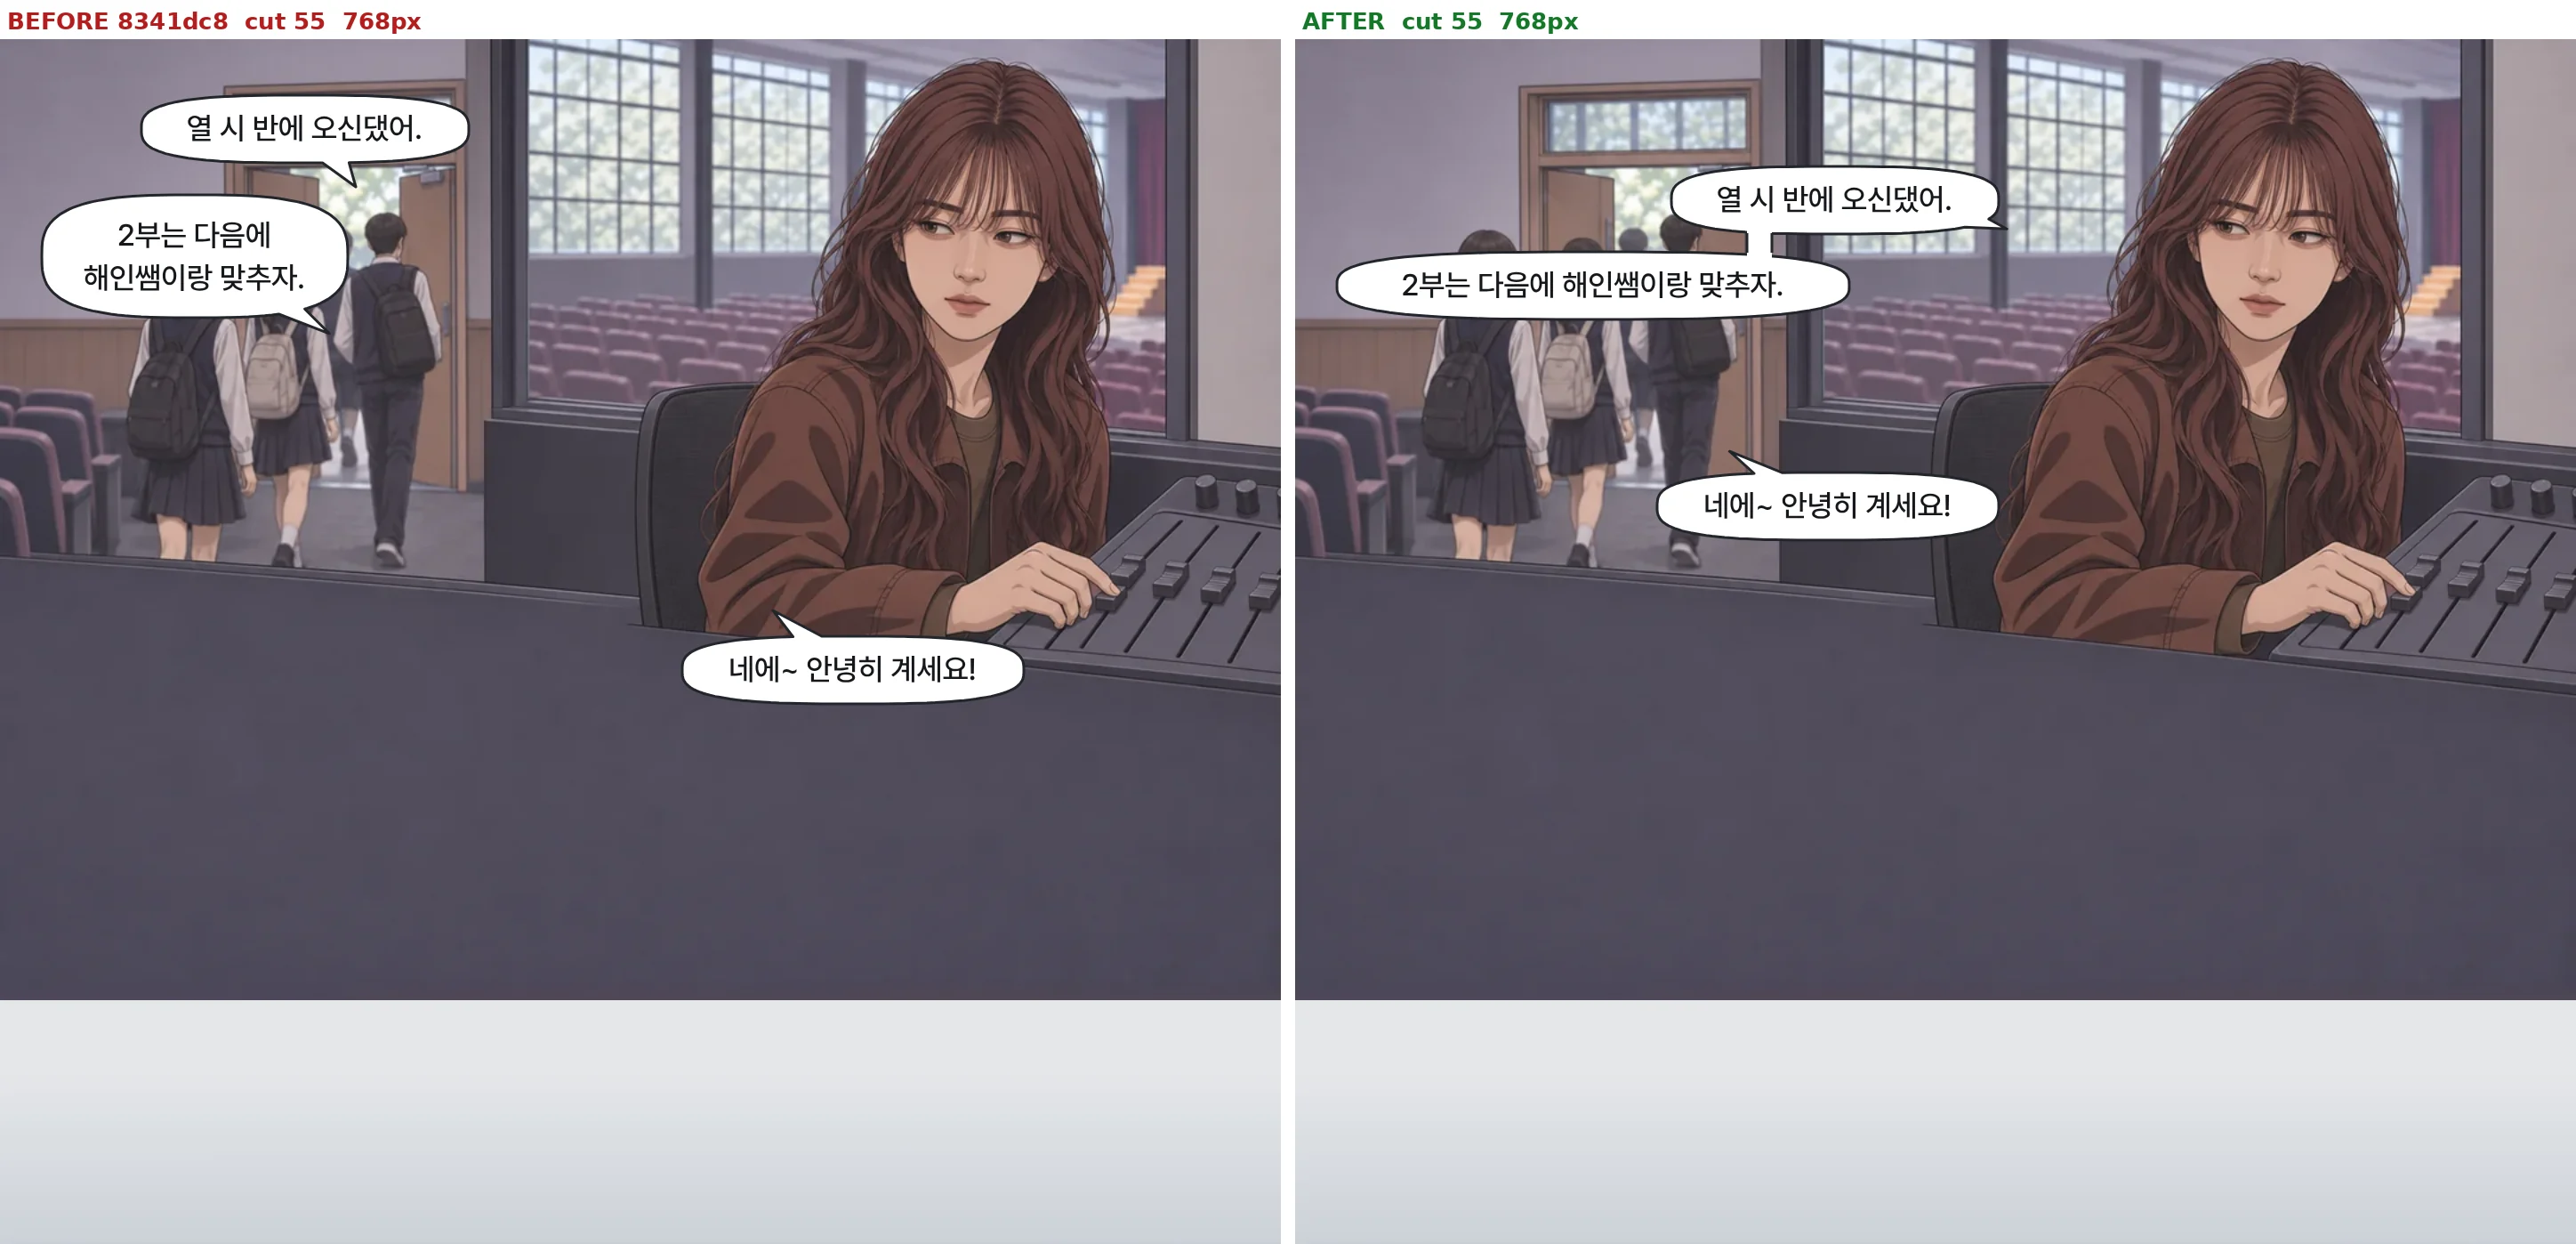 BEFORE 8341dc8 cut 55 768px
열 시 반에 오신댔어.
2부는 다음에
해인쌤이랑 맞추자.
네에~ 안녕히 계세요!
AFTER cut 55 768px
열 시 반에 오신댔어.
2부는 다음에 해인쌤이랑 맞추자.
네에~ 안녕히 계세요!